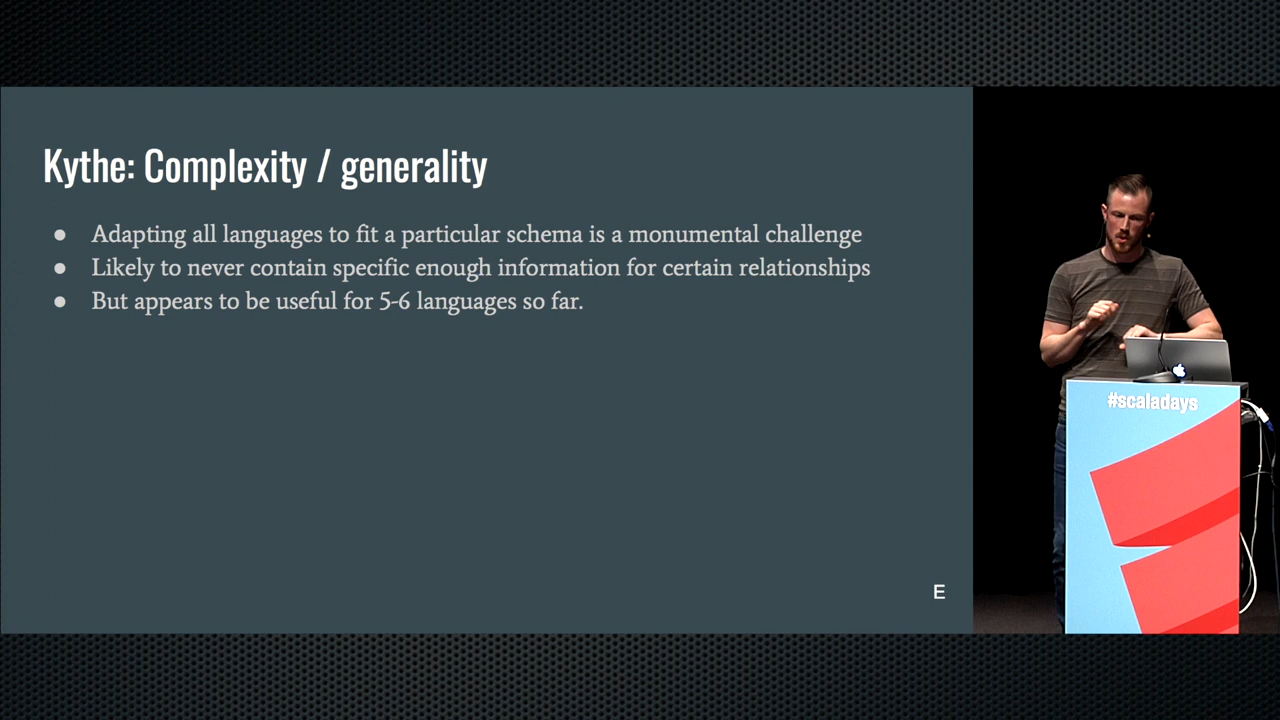 Kythe: Complexity / generality
● Adapting all languages to fit a particular schema is a monumental challenge
● Likely to never contain specific enough information for certain relationships
● But appears to be useful for 5-6 languages so far.
E
#scaladays